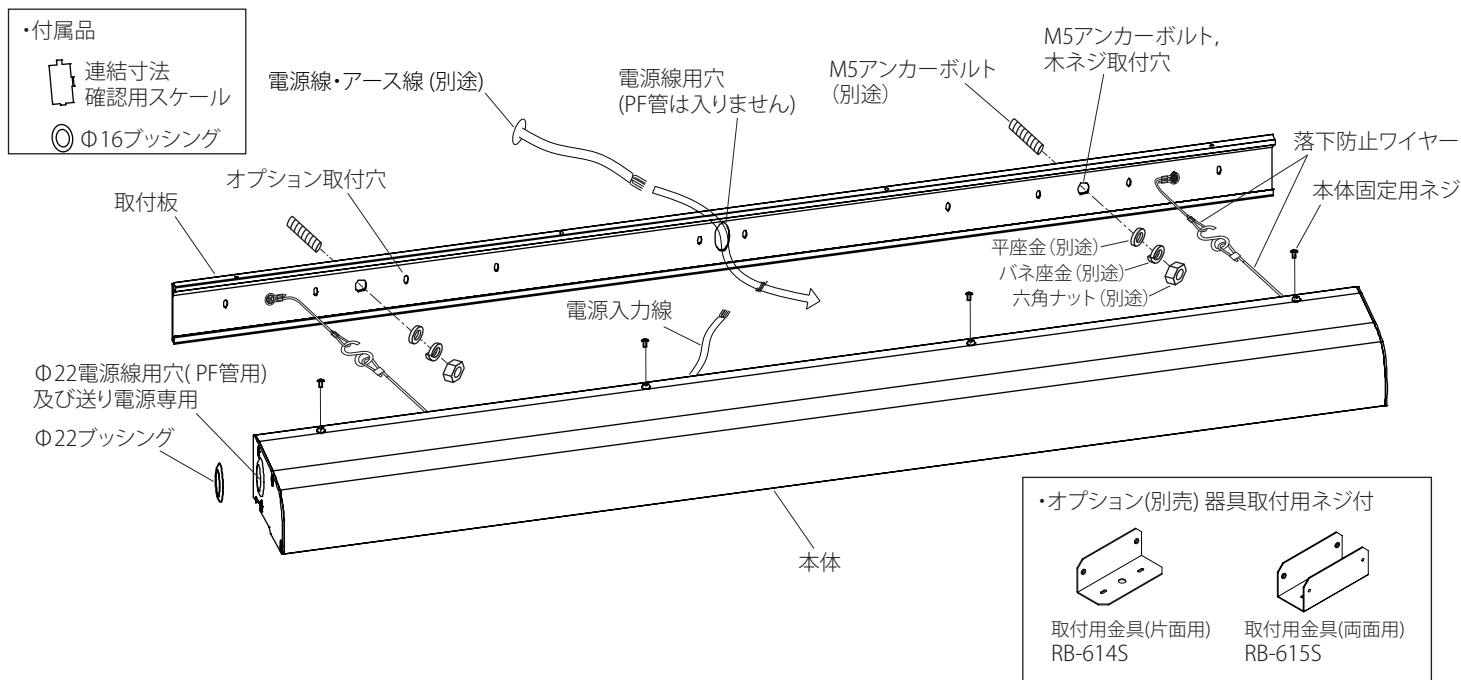 ・付属品
連結寸法
確認用スケール
Φ16ブッシング
電源線・アース線 (別途)
電源線用穴
(PF管は入りません)
M5アンカーボルト
(別途)
M5アンカーボルト,
木ネジ取付穴
落下防止ワイヤー
本体固定用ネジ
オプション取付穴
取付板
平座金(別途)
バネ座金(別途)
六角ナット(別途)
電源入力線
Φ22電源線用穴( PF管用)
及び送り電源専用
Φ22ブッシング
本体
・オプション(別売) 器具取付用ネジ付
取付用金具(片面用)
RB-614S
取付用金具(両面用)
RB-615S